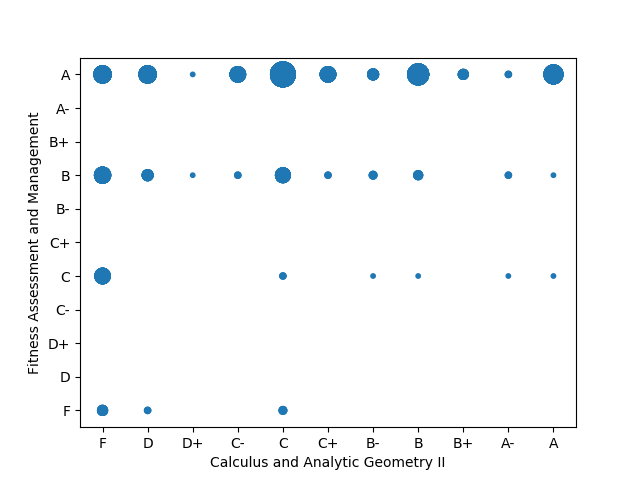 Fitness Assessment and Management
A
A-
B+
B
B-
C+
C
C-
D+
D
F
F D D+ C- C C+ B- B B+ A- A
Calculus and Analytic Geometry II